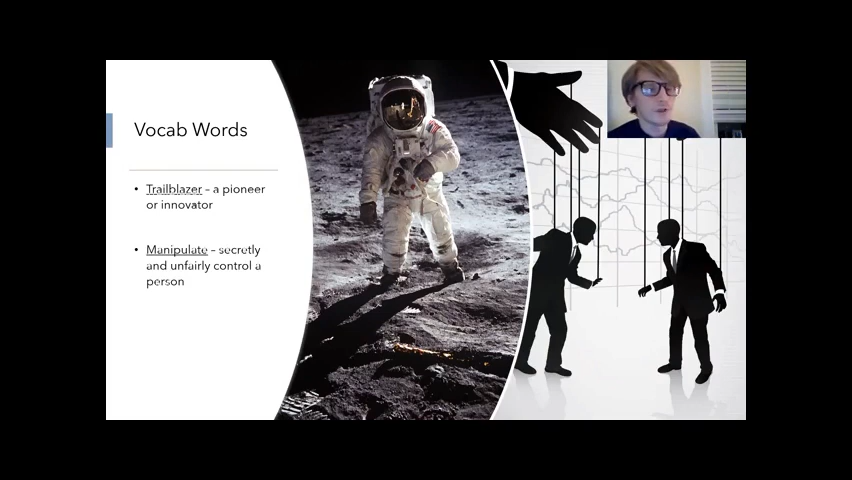 Vocab Words
• Trailblazer – a pioneer
or innovator
• Manipulate – secretly
and unfairly control a
person